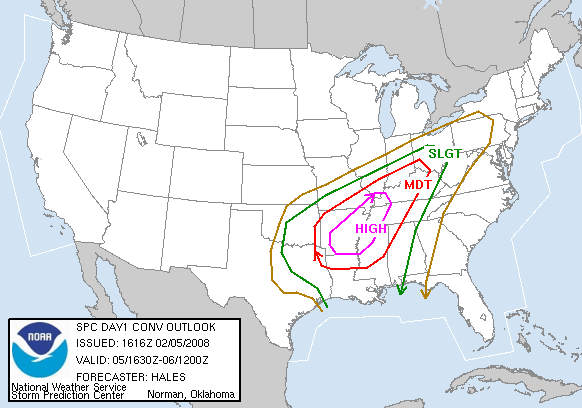 SLGT
MDT
HIGH
SPC DAY1 CONV OUTLOOK
ISSUED: 1616Z 02/05/2008
VALID: 05/1630Z-06/1200Z
FORECASTER: HALES
NOAA
National Weather Service
Storm Prediction Center Norman, Oklahoma